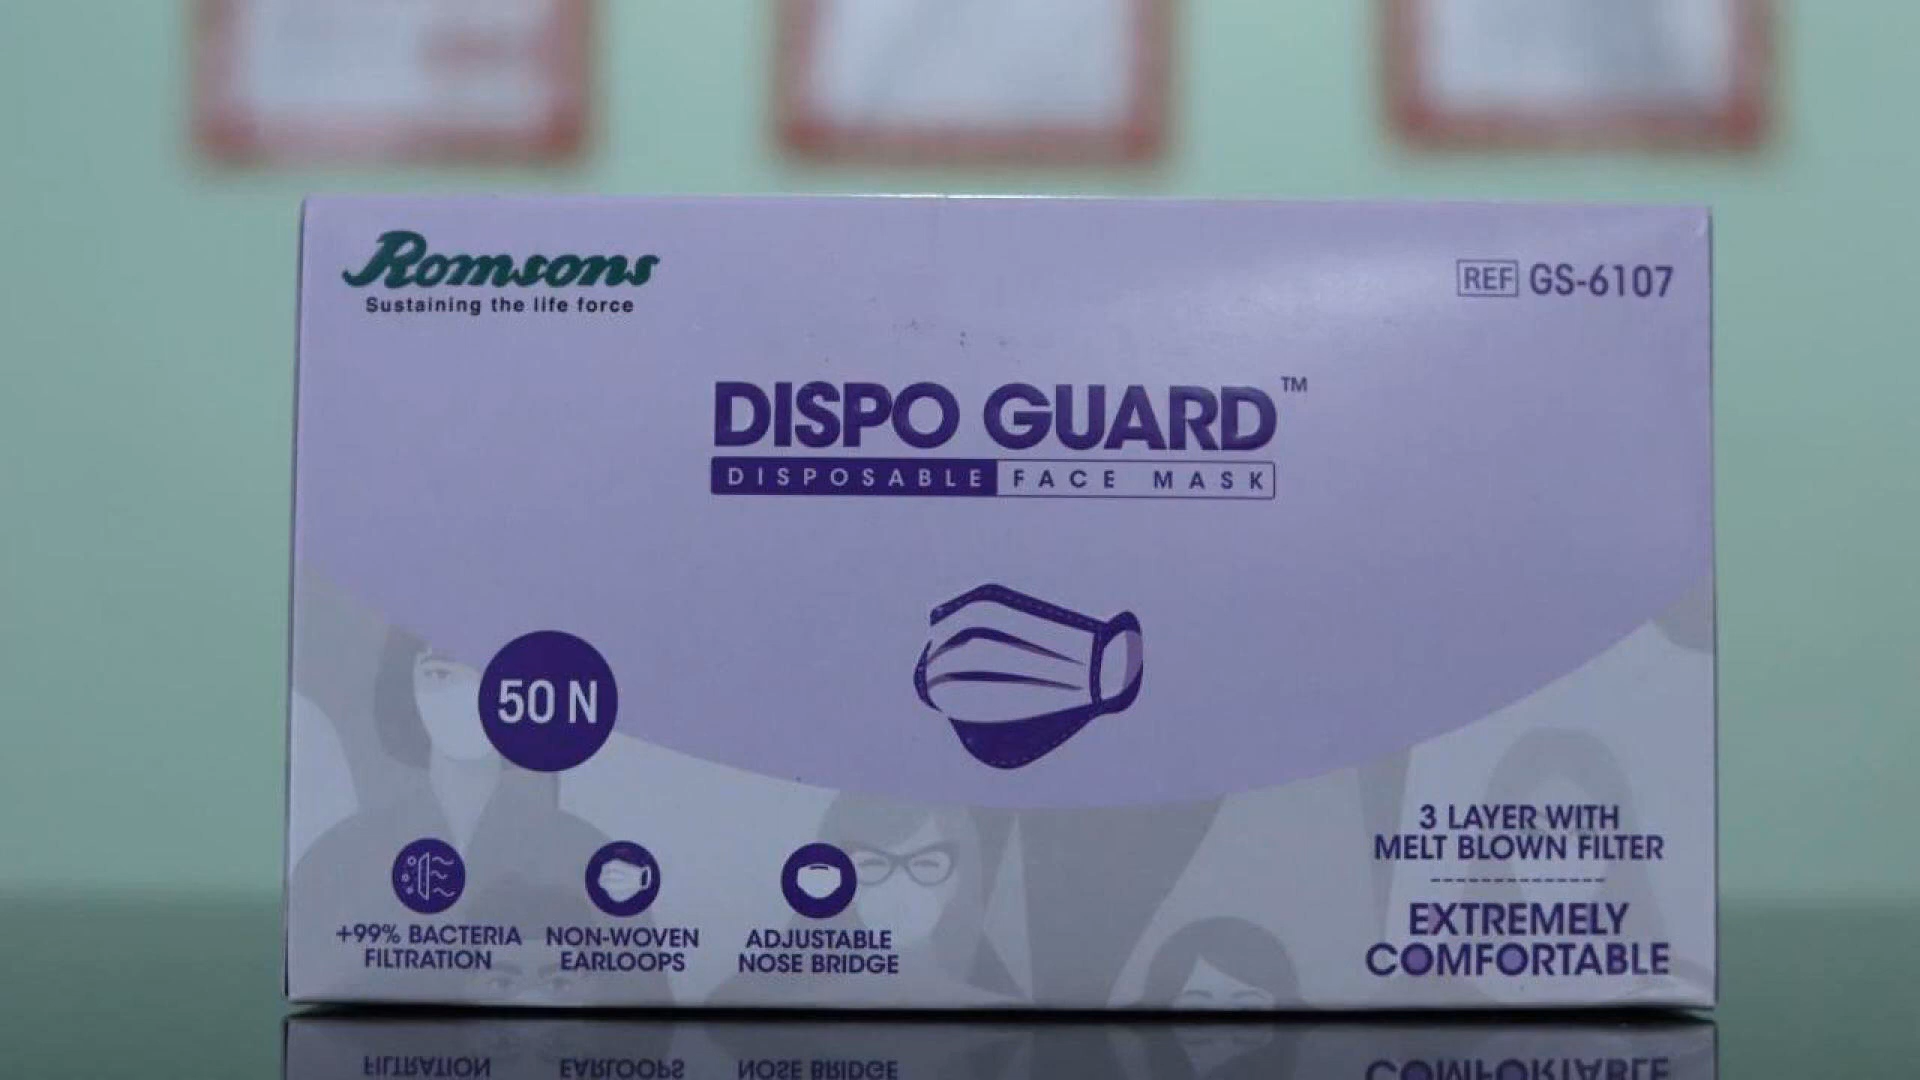 Romsons
Sustaining the life force
REF GS-6107
DISPO GUARD™
DISPOSABLE FACE MASK
50 N
+99% BACTERIA
FILTRATION
NON-WOVEN
EARLOOPS
ADJUSTABLE
NOSE BRIDGE
3 LAYER WITH
MELT BLOWN FILTER
EXTREMELY
COMFORTABLE